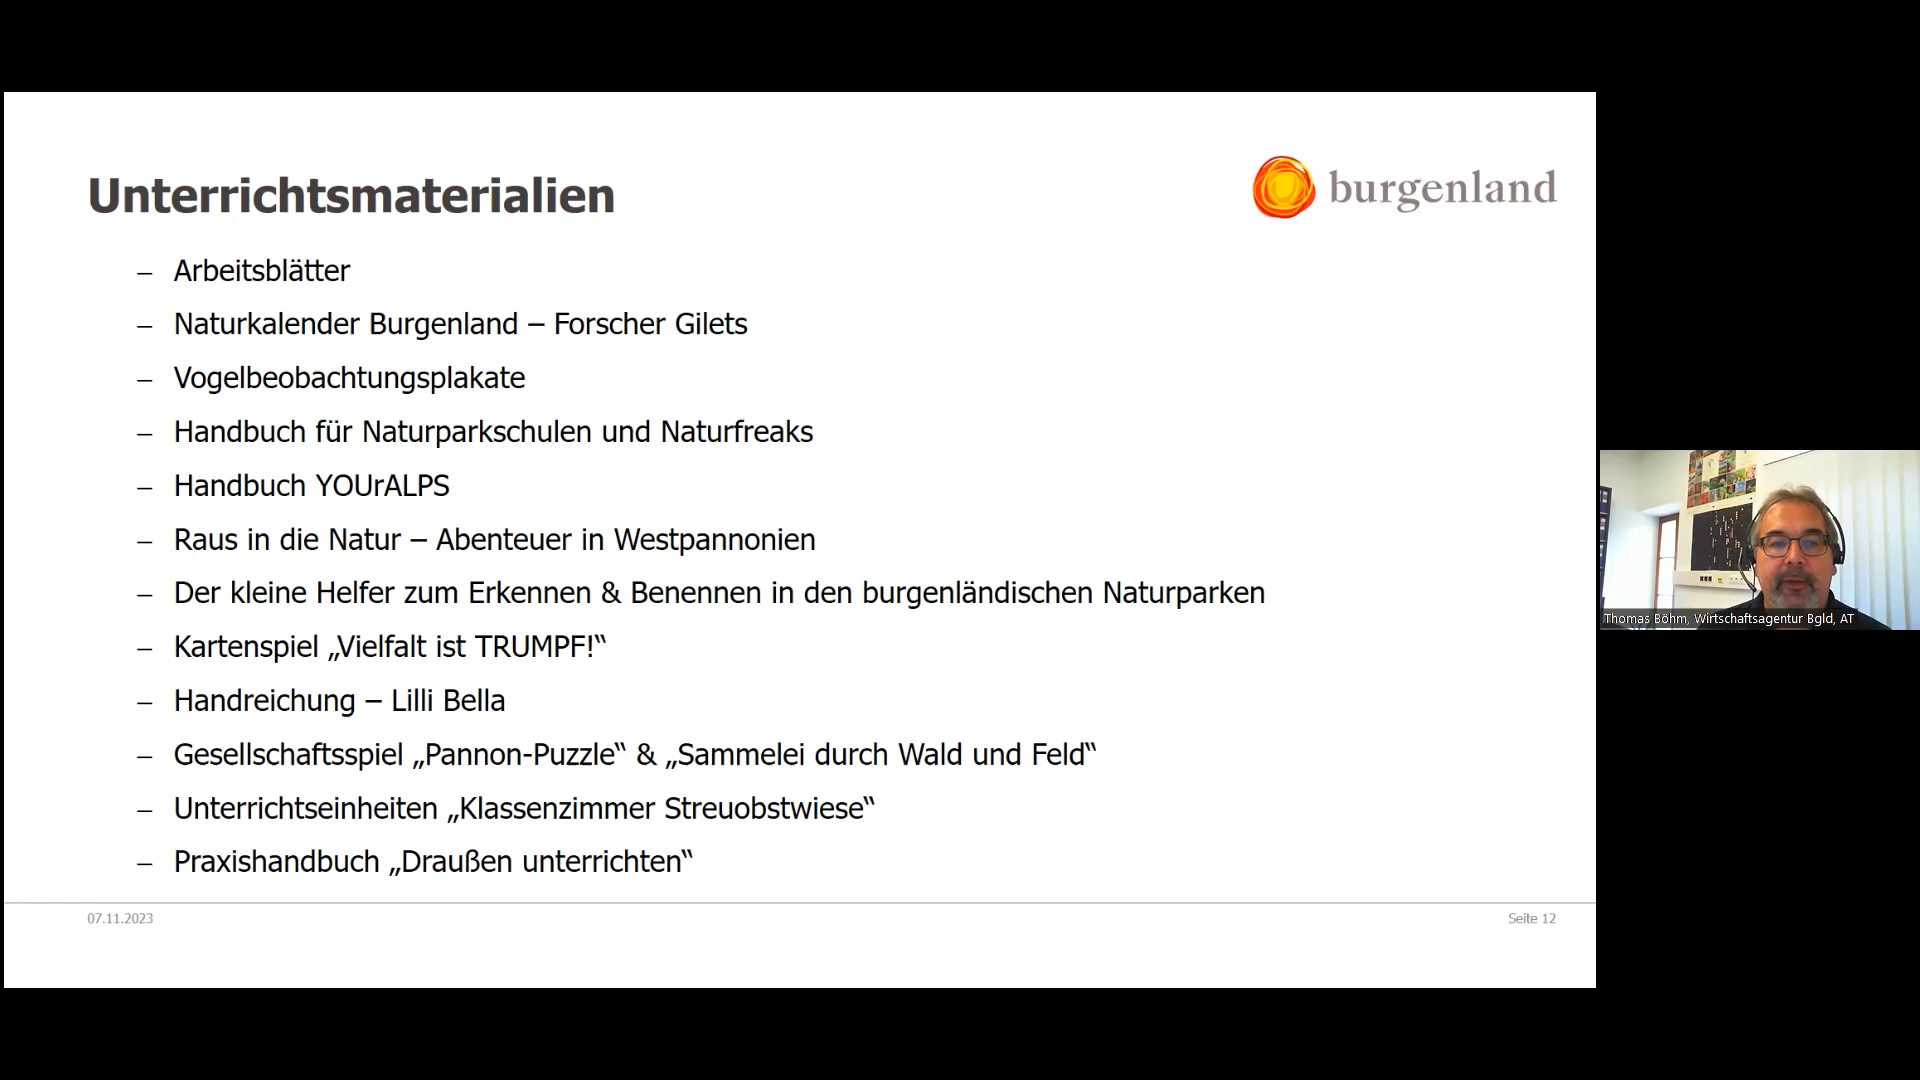 Unterrichtsmaterialien
burgenland
– Arbeitsblätter
– Naturkalender Burgenland – Forscher Gilets
– Vogelbeobachtungsplakate
– Handbuch für Naturparkschulen und Naturfreaks
– Handbuch YOUrALPS
– Raus in die Natur – Abenteuer in Westpannonien
– Der kleine Helfer zum Erkennen & Benennen in den burgenländischen Naturparken
– Kartenspiel „Vielfalt ist TRUMPF!“
– Handreichung – Lilli Bella
– Gesellschaftsspiel „Pannon-Puzzle“ & „Sammelei durch Wald und Feld“
– Unterrichtseinheiten „Klassenzimmer Streuobstwiese“
– Praxishandbuch „Draußen unterrichten“
07.11.2023
Seite 12
Thomas Böhm, Wirtschaftsagentur Bgld, AT